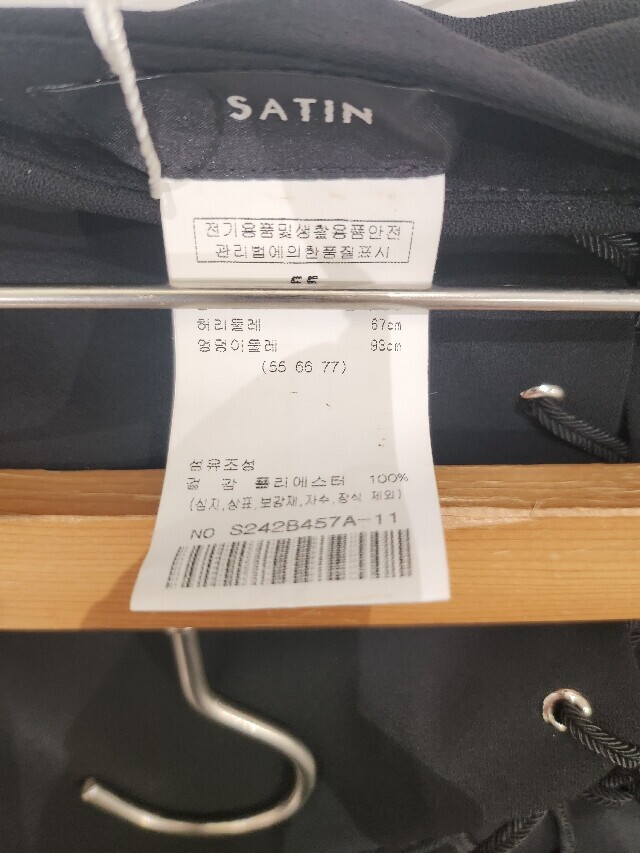 SATIN
전기용품및생활용품안전
관리법에의한품질표시
허리둘레 67cm
엉덩이둘레 93cm
(55 66 77)
섬유조성
겉 감 폴리에스터 100%
(심지,상표,보강재,자수,장식 제외)
NO S242B457A-11